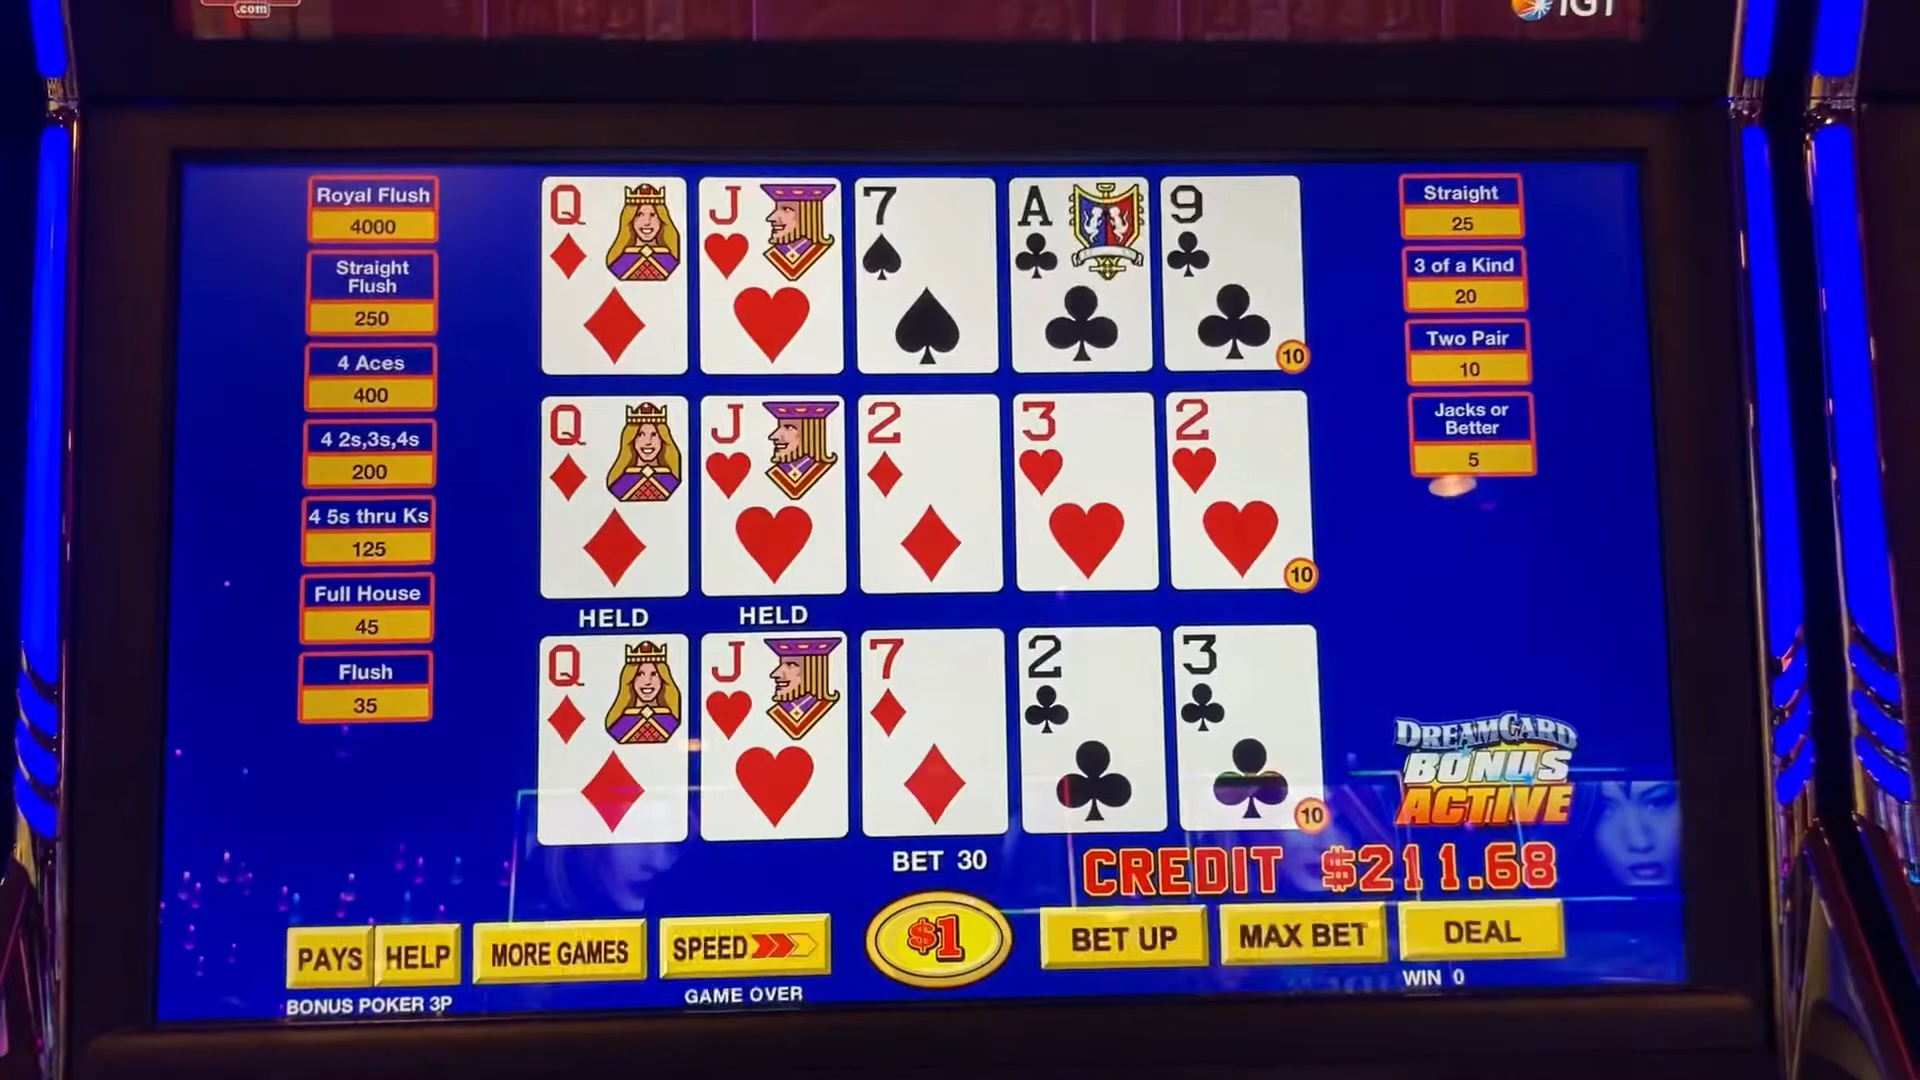 .com
IGT
Royal Flush
4000
Straight
Flush
250
4 Aces
400
4 2s,3s,4s
200
4 5s thru Ks
125
Full House
45
Flush
35
Q J 7 A 9
10
Q J 2 3 2
10
HELD HELD
Q J 7 2 3
10
Straight
25
3 of a Kind
20
Two Pair
10
Jacks or
Better
5
DREAMCARD
BONUS
ACTIVE
BET 30
CREDIT $211.68
PAYS HELP MORE GAMES SPEED $1 BET UP MAX BET DEAL
BONUS POKER 3P GAME OVER WIN 0